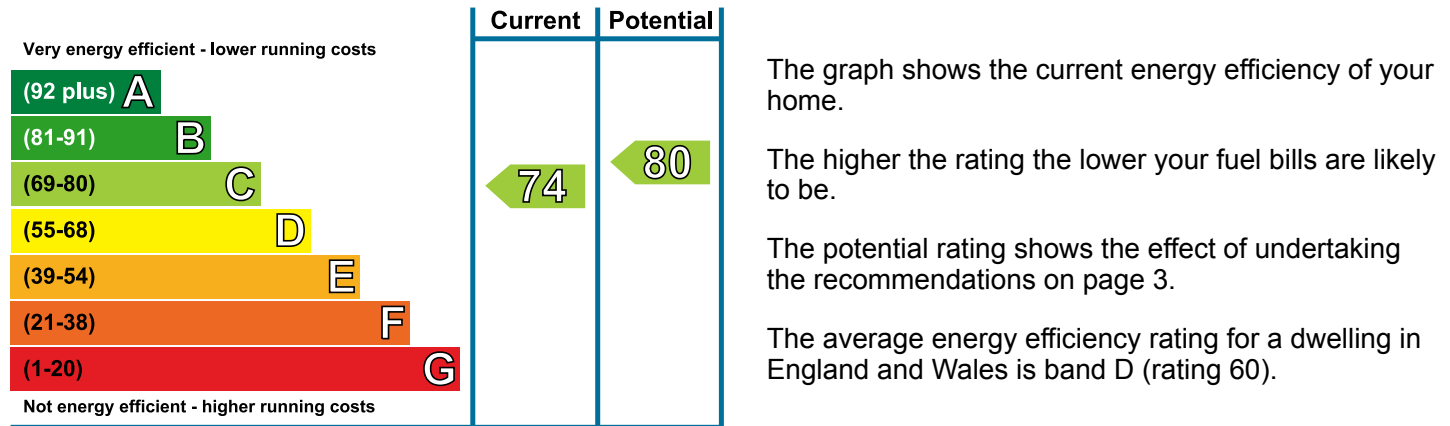 Current Potential
Very energy efficient - lower running costs
(92 plus) A
(81-91) B
(69-80) C
(55-68) D
(39-54) E
(21-38) F
(1-20) G
Not energy efficient - higher running costs
74
80
The graph shows the current energy efficiency of your
home.
The higher the rating the lower your fuel bills are likely
to be.
The potential rating shows the effect of undertaking
the recommendations on page 3.
The average energy efficiency rating for a dwelling in
England and Wales is band D (rating 60).